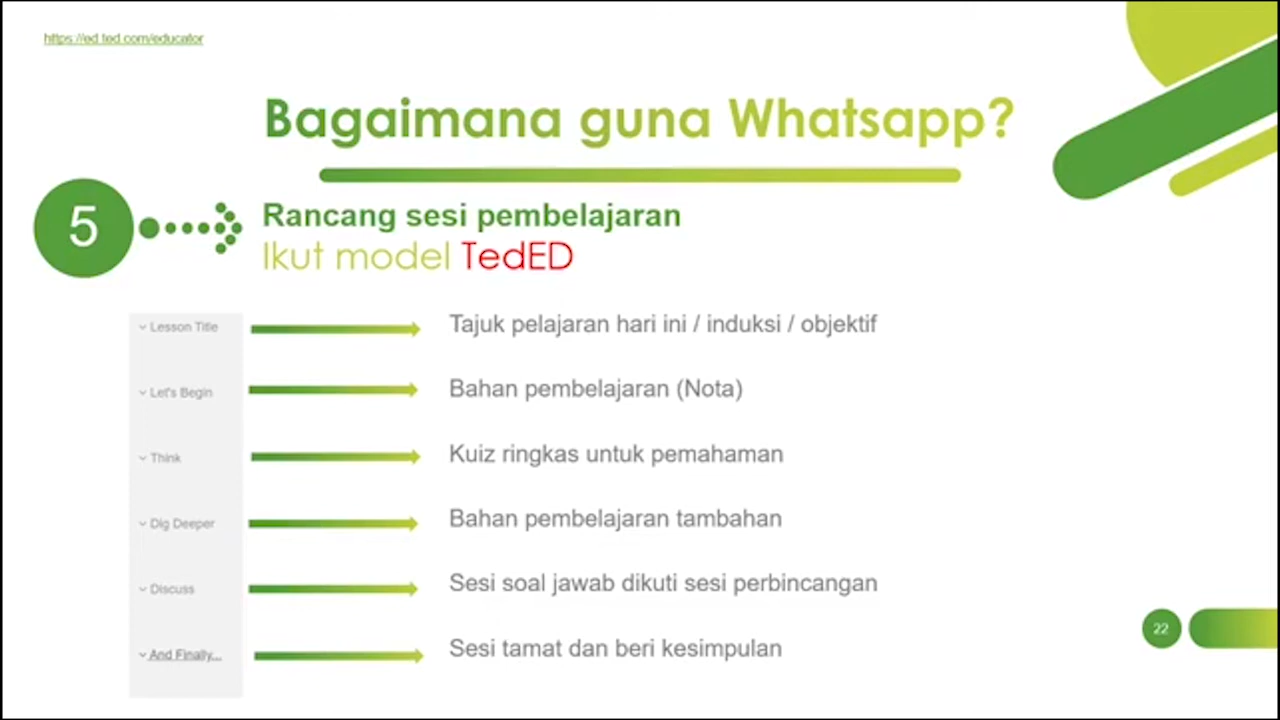 https://ed.ted.com/educator
Bagaimana guna Whatsapp?
5
Rancang sesi pembelajaran
Ikut model TedED
Lesson Title
Tajuk pelajaran hari ini / induksi / objektif
Let's Begin
Bahan pembelajaran (Nota)
Think
Kuiz ringkas untuk pemahaman
Dig Deeper
Bahan pembelajaran tambahan
Discuss
Sesi soal jawab dikuti sesi perbincangan
And Finally...
Sesi tamat dan beri kesimpulan
22